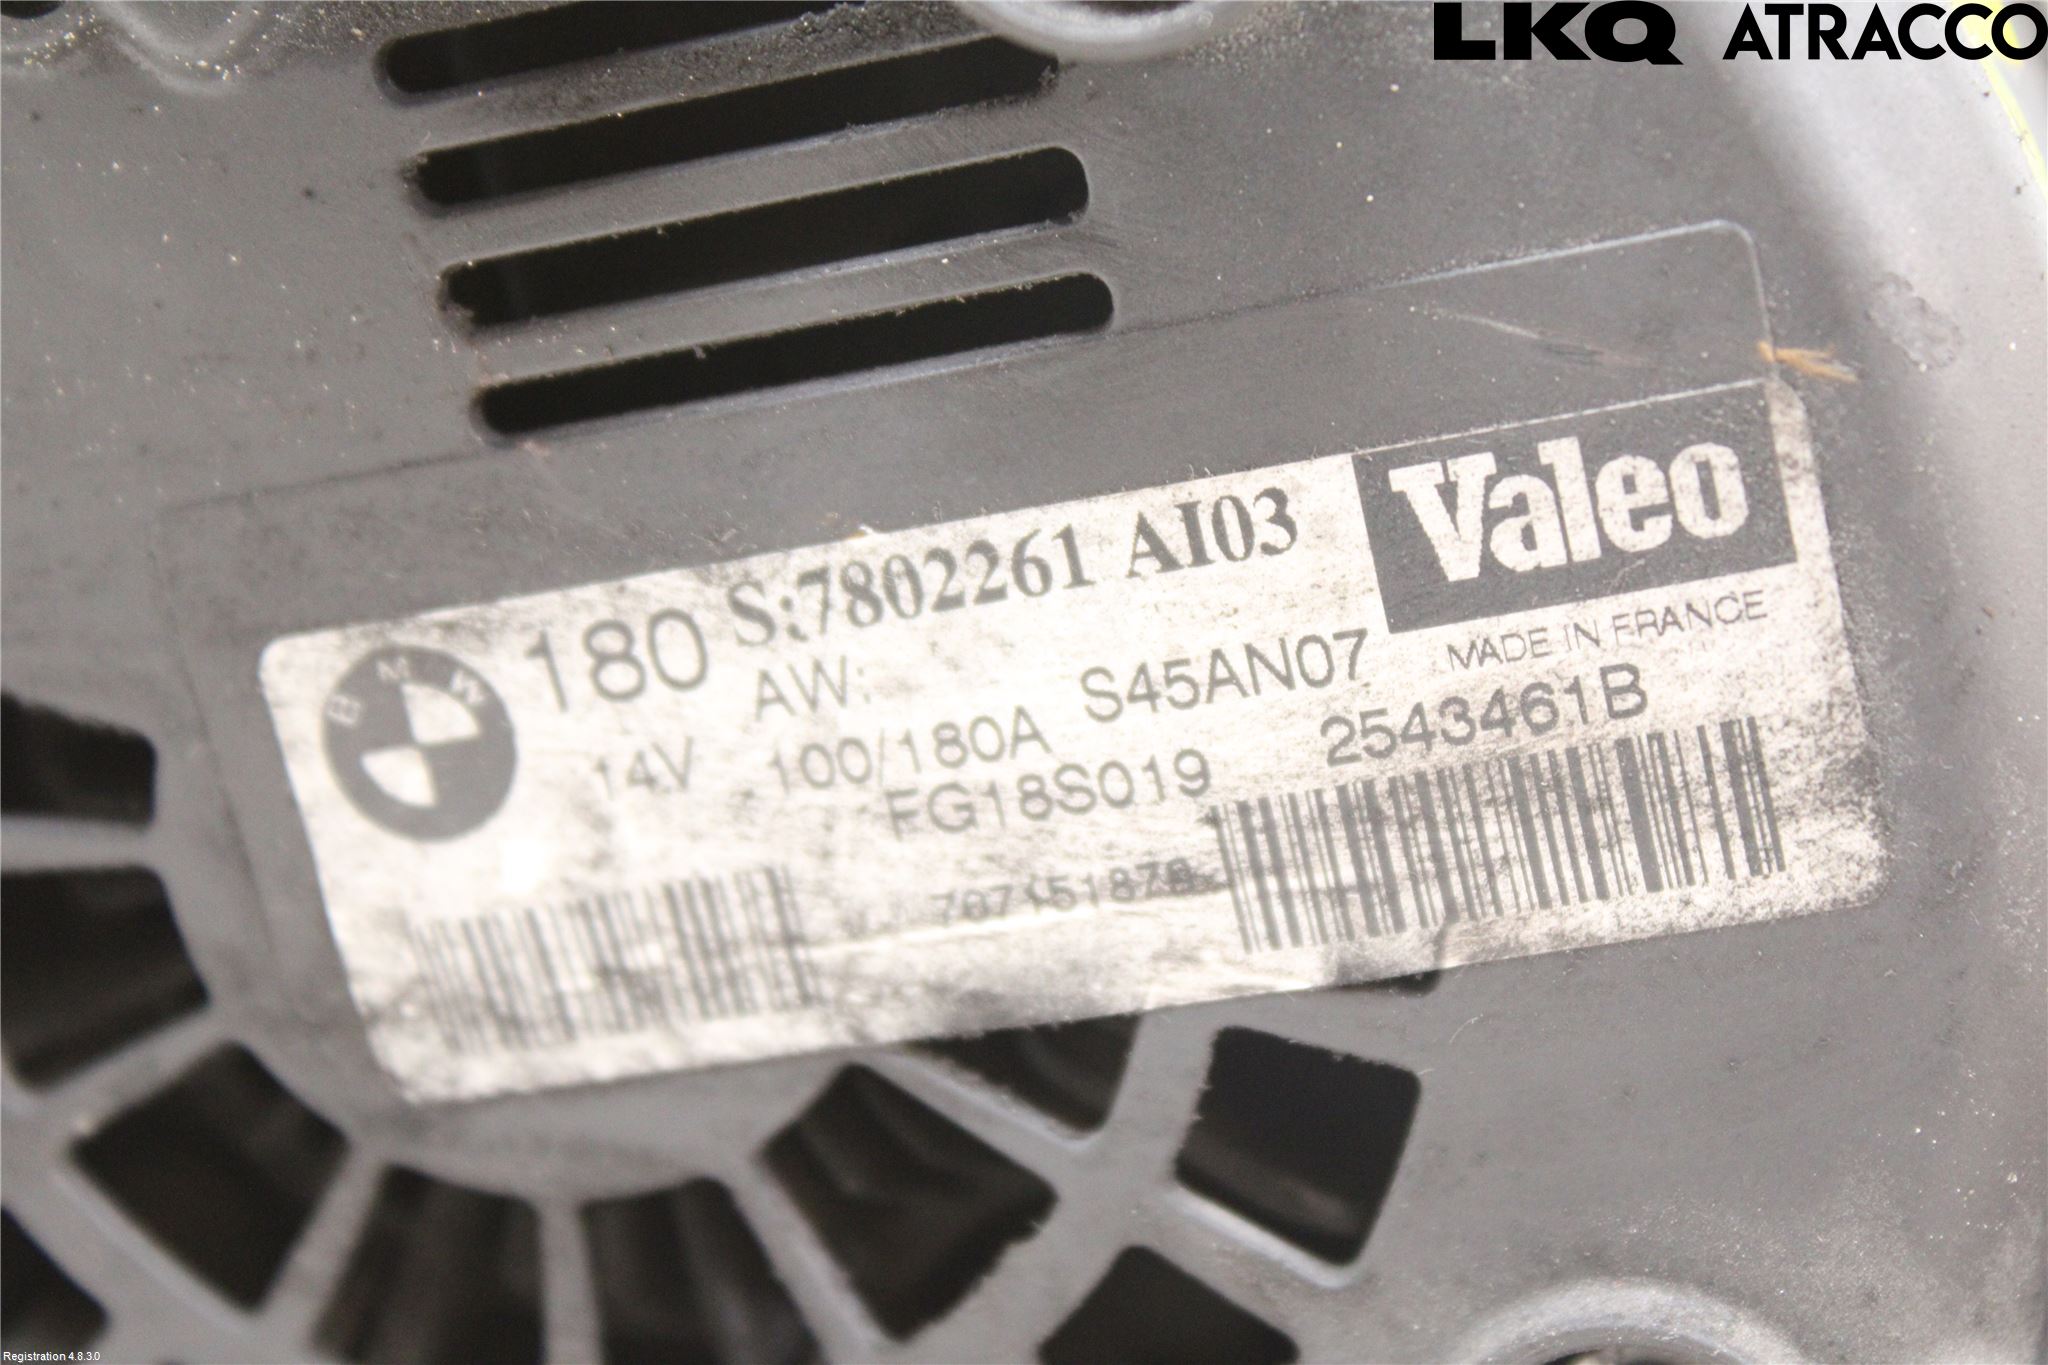 LKQ ATRACCO
BMW
180 S:7802261 AI03
Valeo
AW:
S45AN07
MADE IN FRANCE
14V 100/180A
2543461B
FG18S019
Registration 4.8.3.0